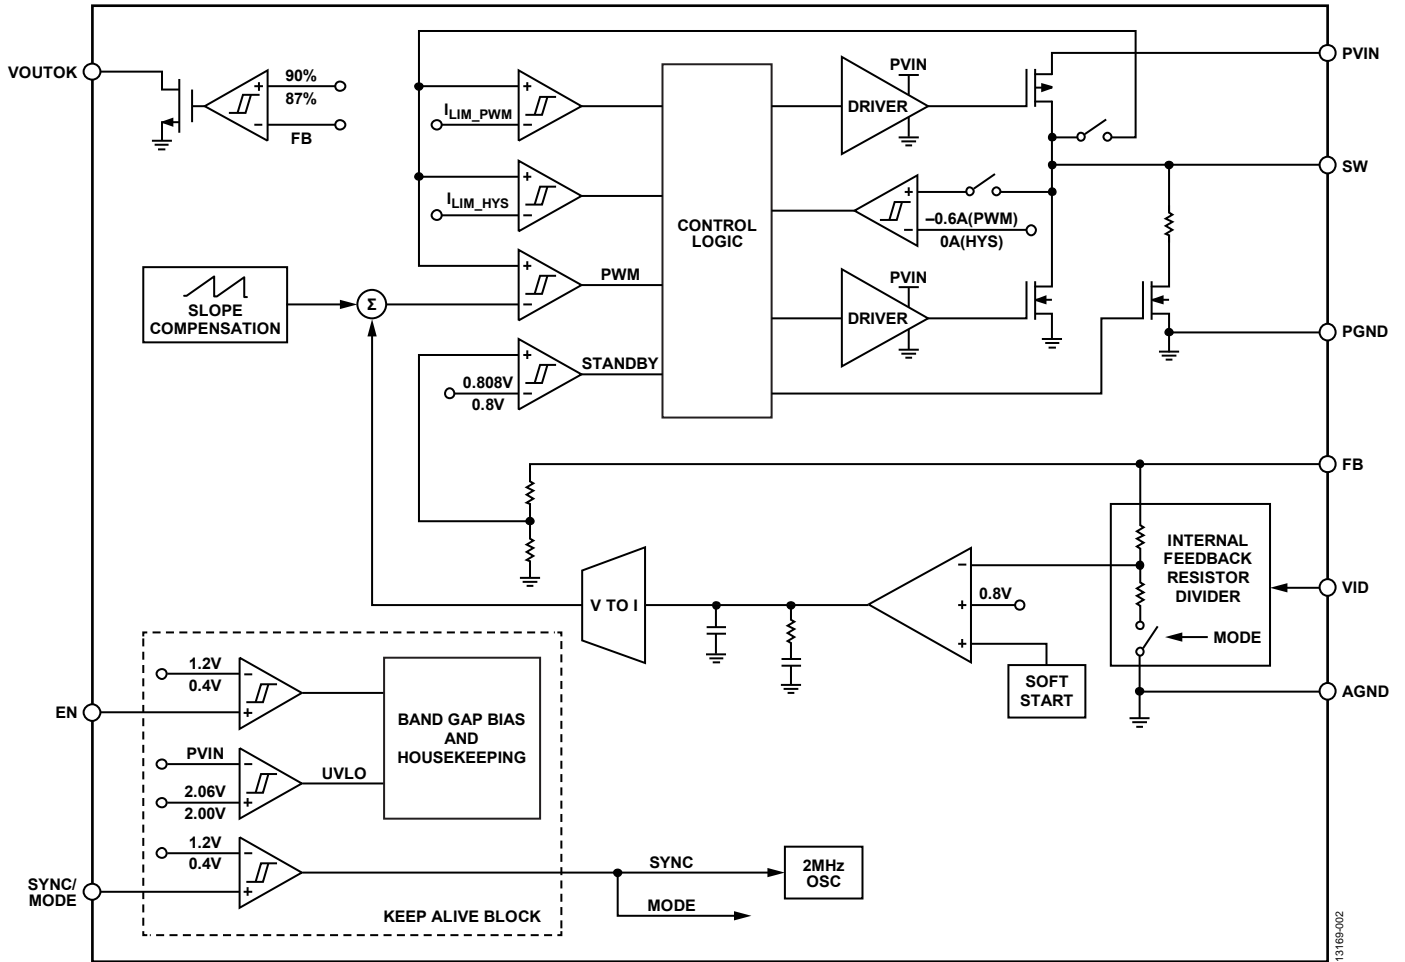 VOUTOK
90%
87%
FB
ILIM_PWM
ILIM_HYS
PWM
STANDBY
0.808V
0.8V
SLOPE
COMPENSATION
Σ
CONTROL
LOGIC
PVIN
DRIVER
–0.6A(PWM)
0A(HYS)
PVIN
DRIVER
PVIN
SW
PGND
FB
VID
AGND
INTERNAL
FEEDBACK
RESISTOR
DIVIDER
MODE
0.8V
SOFT
START
V TO I
1.2V
0.4V
EN
PVIN
2.06V
2.00V
UVLO
BAND GAP BIAS
AND
HOUSEKEEPING
1.2V
0.4V
SYNC/
MODE
KEEP ALIVE BLOCK
SYNC
MODE
2MHz
OSC
13169-002